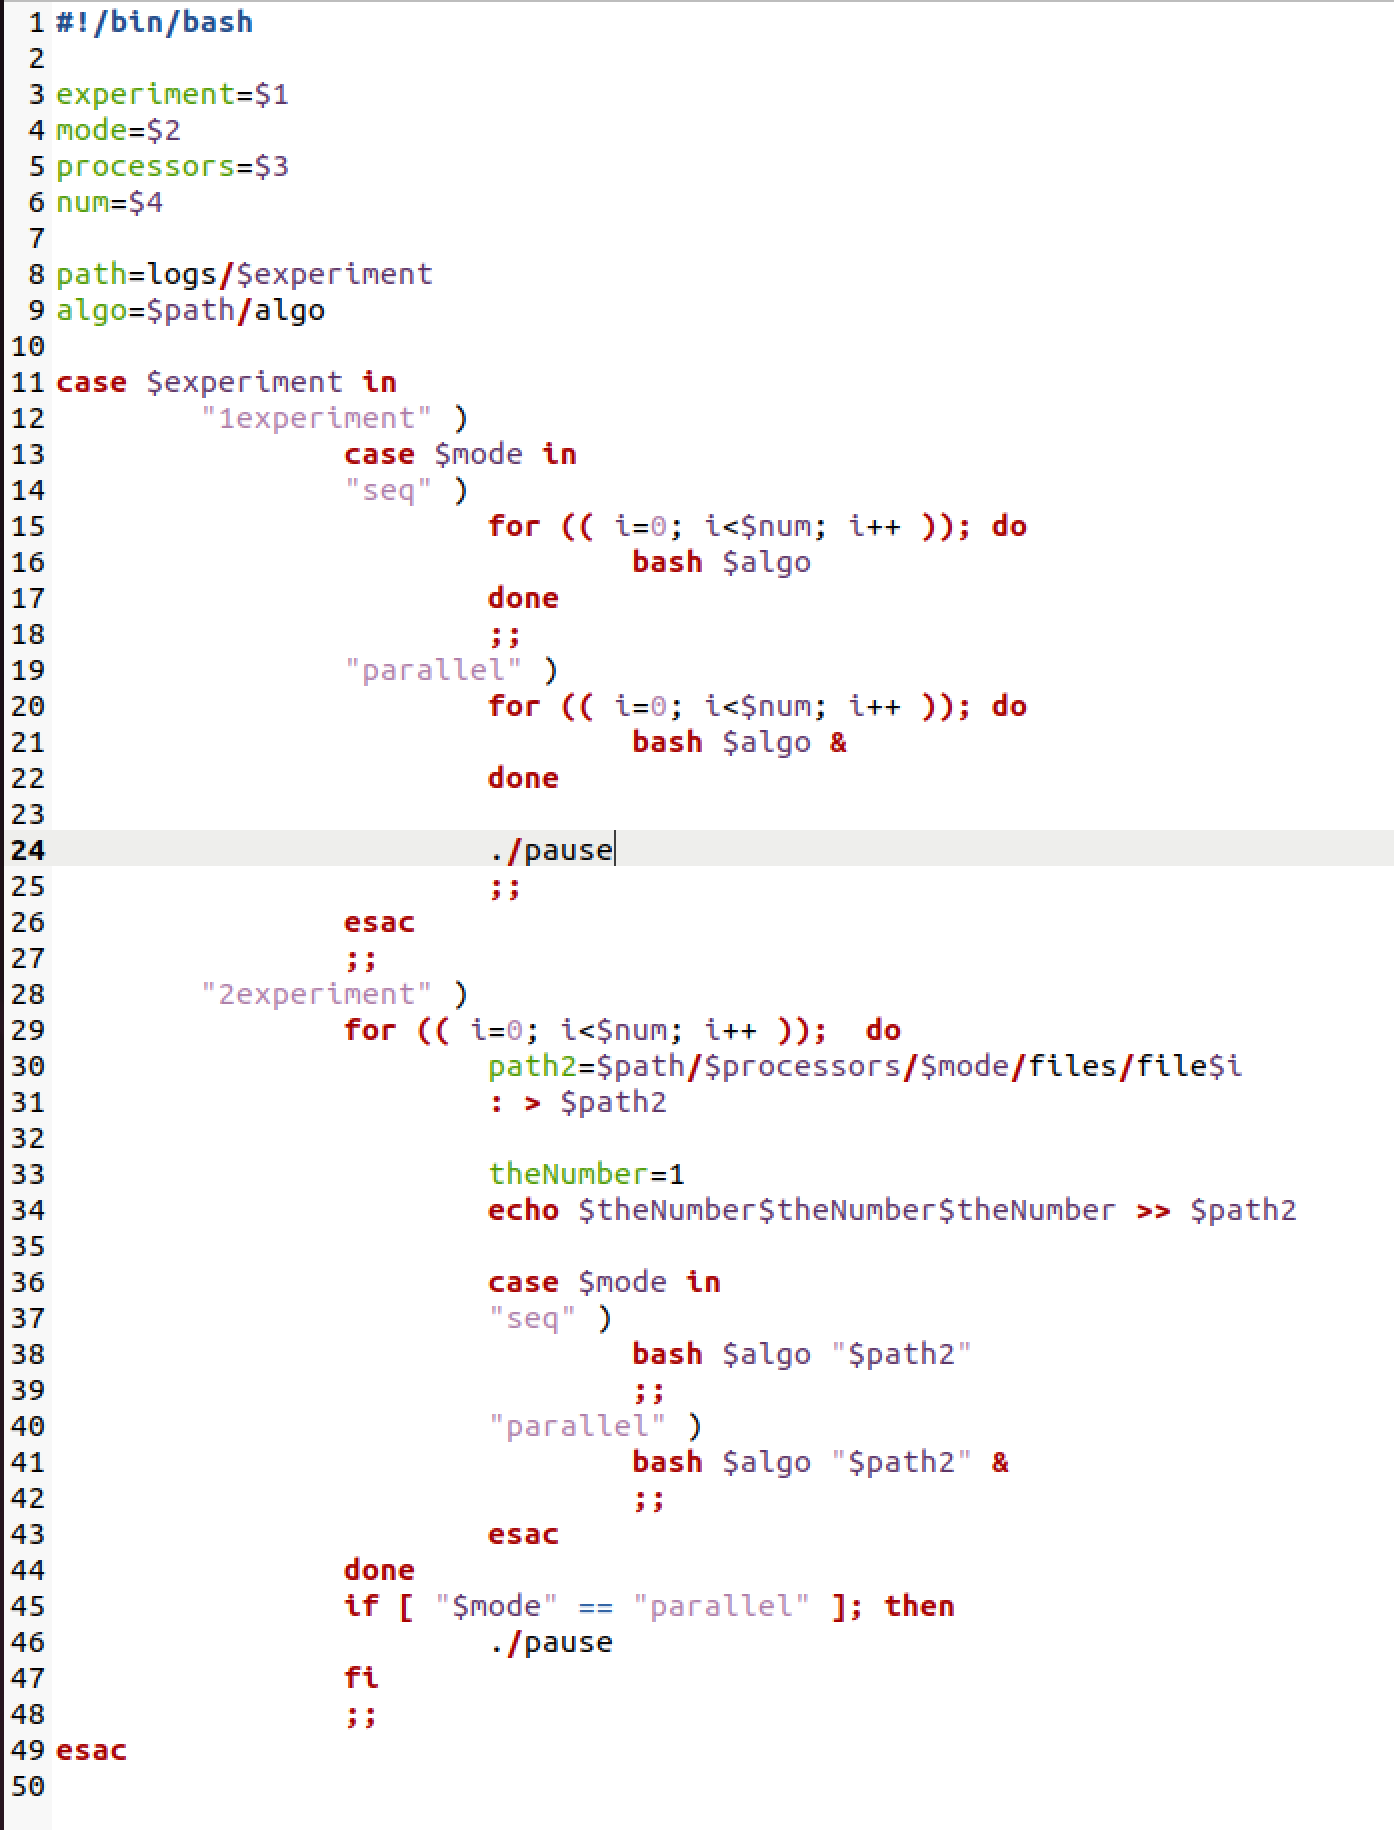 1 #!/bin/bash
2
3 experiment=$1
4 mode=$2
5 processors=$3
6 num=$4
7
8 path=logs/$experiment
9 algo=$path/algo
10
11 case $experiment in
12         "1experiment" )
13                 case $mode in
14                 "seq" )
15                         for (( i=0; i<$num; i++ )); do
16                                 bash $algo
17                         done
18                         ;;
19                 "parallel" )
20                         for (( i=0; i<$num; i++ )); do
21                                 bash $algo &
22                         done
23
24                         ./pause
25                         ;;
26                 esac
27                 ;;
28         "2experiment" )
29                 for (( i=0; i<$num; i++ ));  do
30                         path2=$path/$processors/$mode/files/file$i
31                         : > $path2
32
33                         theNumber=1
34                         echo $theNumber$theNumber$theNumber >> $path2
35
36                         case $mode in
37                         "seq" )
38                                 bash $algo "$path2"
39                                 ;;
40                         "parallel" )
41                                 bash $algo "$path2" &
42                                 ;;
43                         esac
44                 done
45                 if [ "$mode" == "parallel" ]; then
46                         ./pause
47                 fi
48                 ;;
49 esac
50